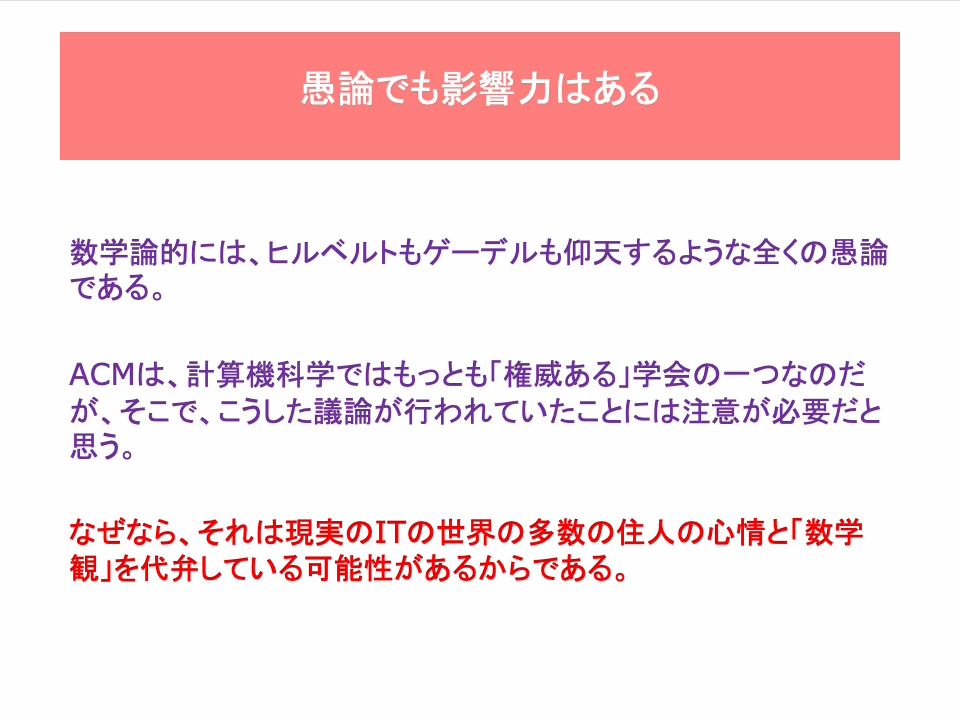 愚論でも影響力はある
数学論的には、ヒルベルトもゲーデルも仰天するような全くの愚論
である。
ACMは、計算機科学ではもっとも「権威ある」学会の一つなのだ
が、そこで、こうした議論が行われていたことには注意が必要だと
思う。
なぜなら、それは現実のITの世界の多数の住人の心情と「数学
観」を代弁している可能性があるからである。